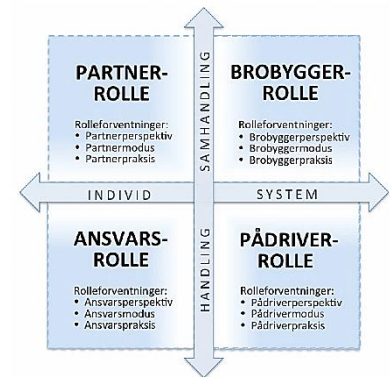 PARTNER-
ROLLE
Rolleforventninger:
• Partnerperspektiv
• Partnermodus
• Partnerpraksis
BROBYGGER-
ROLLE
Rolleforventninger:
• Brobyggerperspektiv
• Brobyggermodus
• Brobyggerpraksis
SAMHANDLING
INDIVID
SYSTEM
HANDLING
ANSVARS-
ROLLE
Rolleforventninger:
• Ansvarsperspektiv
• Ansvarsmodus
• Ansvarspraksis
PÅDRIVER-
ROLLE
Rolleforventninger:
• Pådriverperspektiv
• Pådrivermodus
• Pådriverpraksis